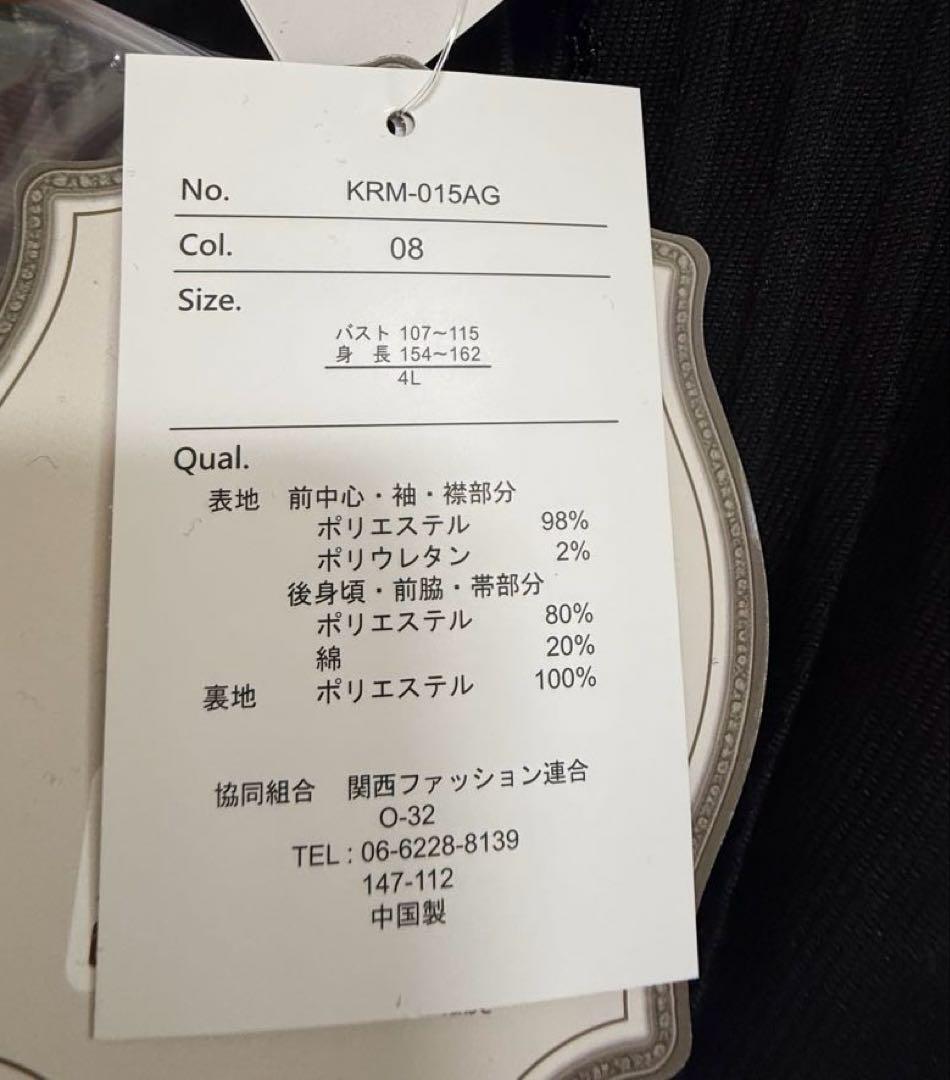 No. KRM-015AG
Col. 08
Size.
バスト 107~115
身 長 154~162
4L
Qual.
表地 前中心・袖・襟部分
ポリエステル 98%
ポリウレタン 2%
後身頃・前脇・帯部分
ポリエステル 80%
綿 20%
裏地 ポリエステル 100%
協同組合 関西ファッション連合
O-32
TEL : 06-6228-8139
147-112
中国製